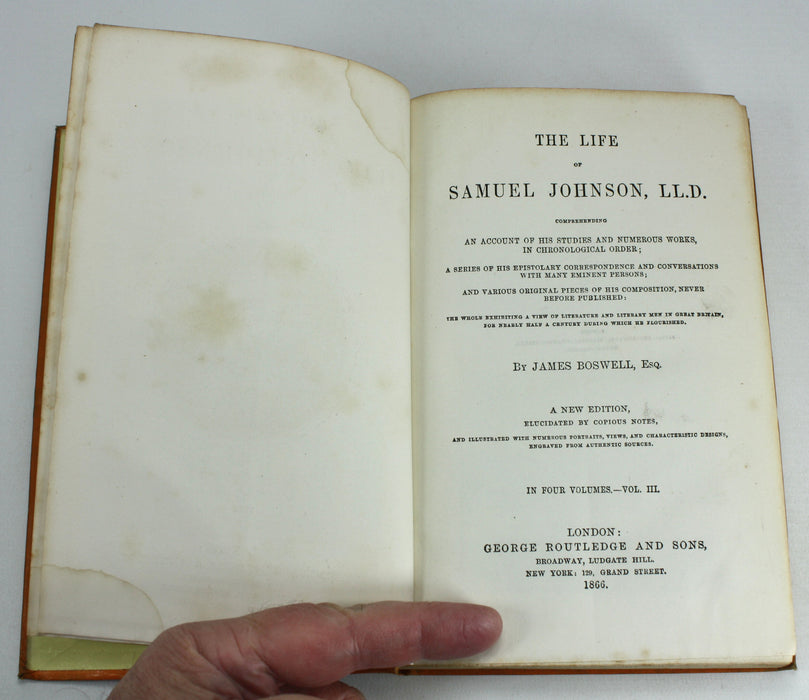 THE LIFE
OF
SAMUEL JOHNSON, LL.D.
COMPREHENDING
AN ACCOUNT OF HIS STUDIES AND NUMEROUS WORKS,
IN CHRONOLOGICAL ORDER;
A SERIES OF HIS EPISTOLARY CORRESPONDENCE AND CONVERSATIONS
WITH MANY EMINENT PERSONS;
AND VARIOUS ORIGINAL PIECES OF HIS COMPOSITION, NEVER
BEFORE PUBLISHED:
THE WHOLE EXHIBITING A VIEW OF LITERATURE AND LITERARY MEN IN GREAT BRITAIN,
FOR NEARLY HALF A CENTURY DURING WHICH HE FLOURISHED.
BY JAMES BOSWELL, ESQ.
A NEW EDITION,
ELUCIDATED BY COPIOUS NOTES,
AND ILLUSTRATED WITH NUMEROUS PORTRAITS, VIEWS, AND CHARACTERISTIC DESIGNS,
ENGRAVED FROM AUTHENTIC SOURCES.
IN FOUR VOLUMES.—VOL. III.
LONDON:
GEORGE ROUTLEDGE AND SONS,
BROADWAY, LUDGATE HILL.
NEW YORK: 129, GRAND STREET.
1866.